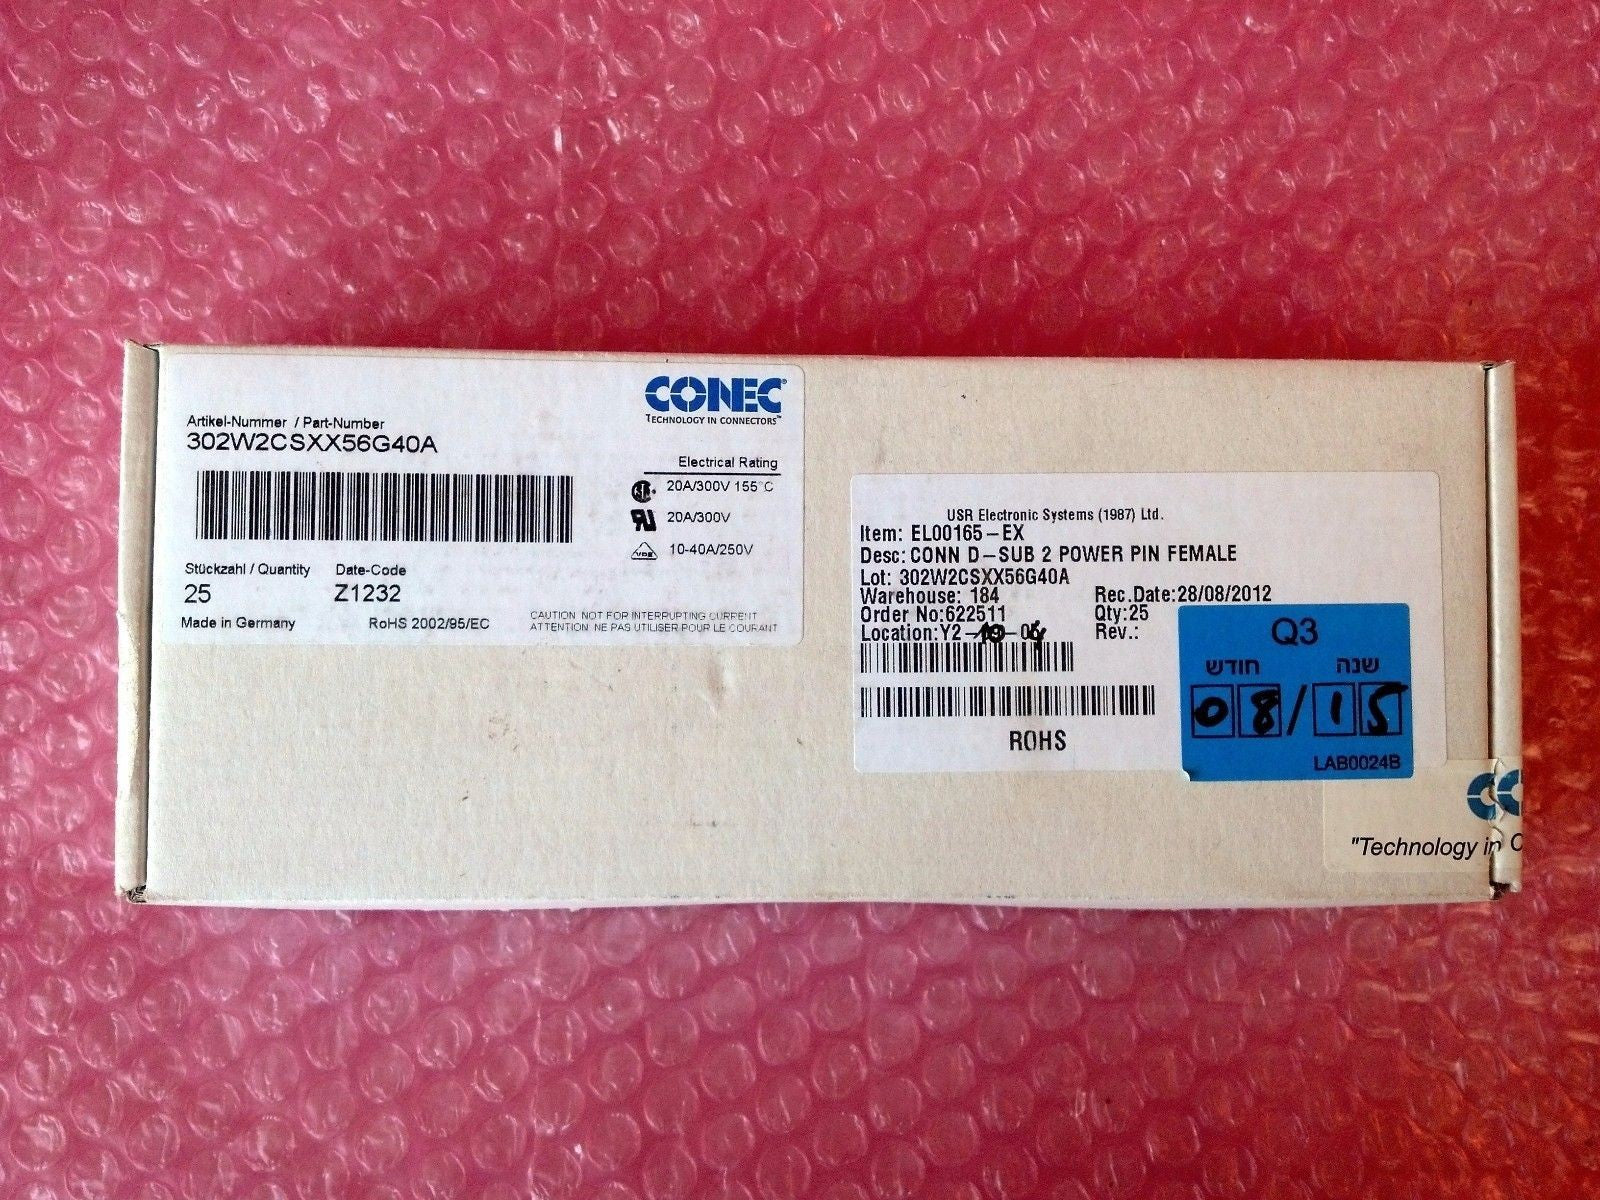 CONEC
TECHNOLOGY IN CONNECTORS™
Artikel-Nummer / Part-Number
302W2CSXX56G40A
Electrical Rating
20A/300V 155°C
20A/300V
VDE 10-40A/250V
Stückzahl / Quantity Date-Code
25 Z1232
Made in Germany RoHS 2002/95/EC
CAUTION NOT FOR INTERRUPTING CURRENT
ATTENTION NE PAS UTILISER POUR LE COURANT
USR Electronic Systems (1987) Ltd.
Item: EL00165-EX
Desc: CONN D-SUB 2 POWER PIN FEMALE
Lot: 302W2CSXX56G40A
Warehouse: 184 Rec.Date:28/08/2012
Order No:622511 Qty:25
Location:Y2- Rev.:
ROHS
Q3
חודש שנה
08/15
LAB0024B
"Technology in C